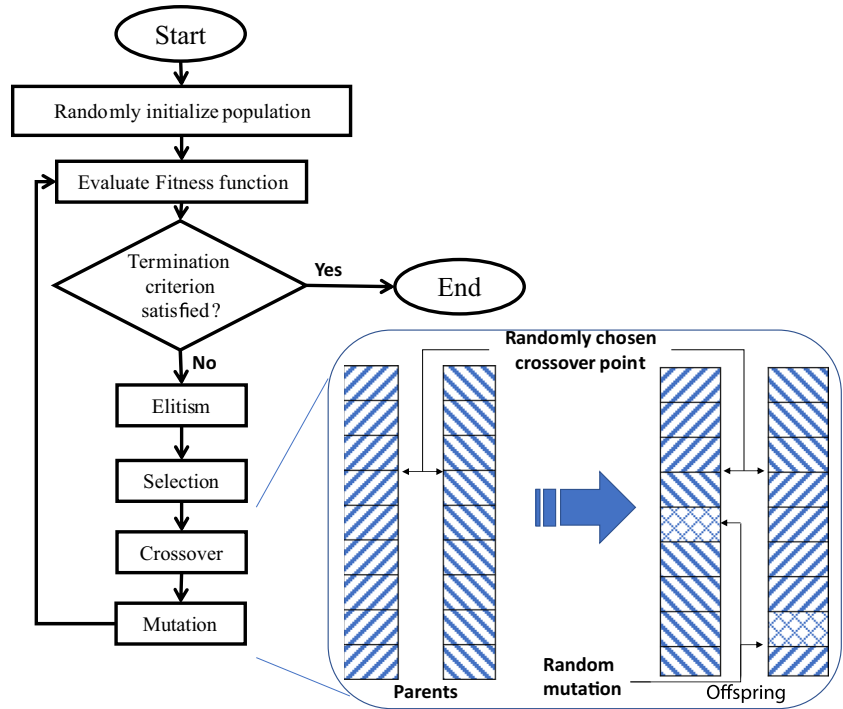 Start
Randomly initialize population
Evaluate Fitness function
Termination
criterion
satisfied?
Yes
End
No
Elitism
Selection
Crossover
Mutation
Randomly chosen
crossover point
Random
mutation
Parents
Offspring